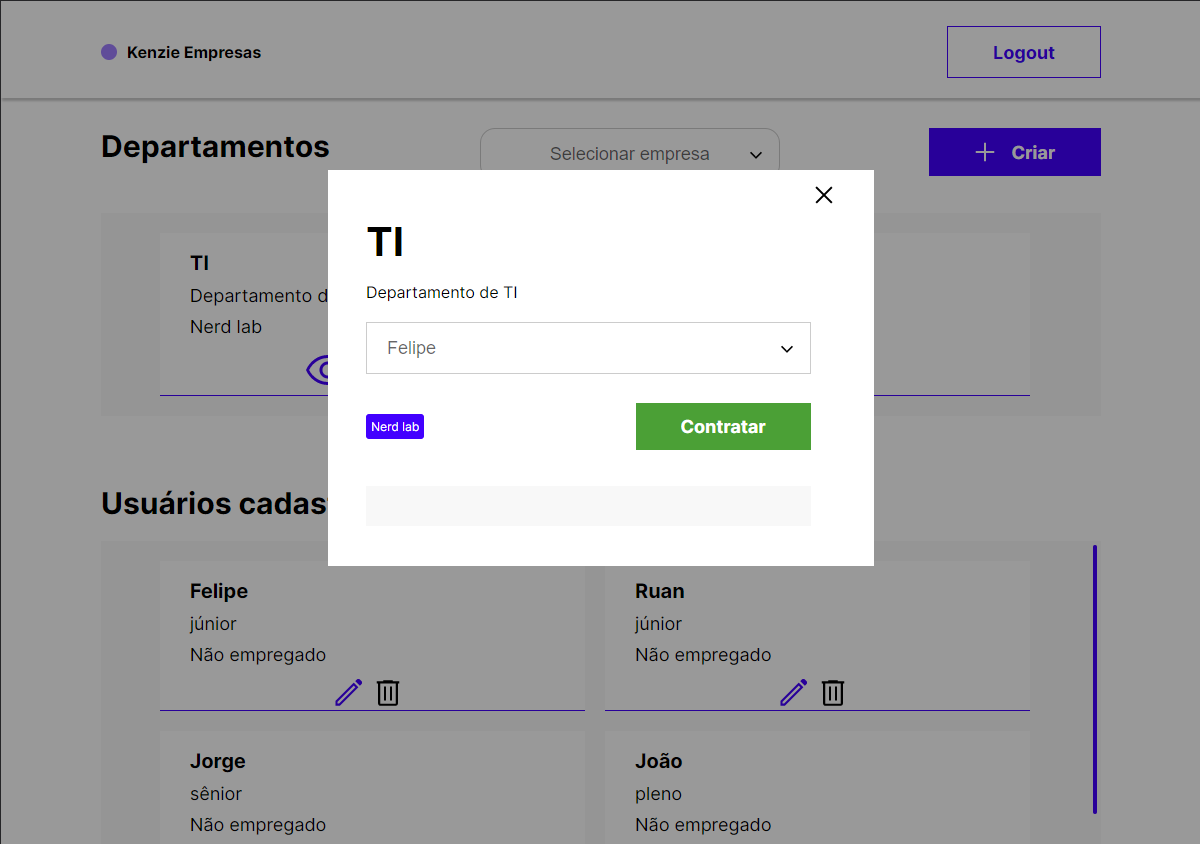 Kenzie Empresas
Logout
Departamentos
Selecionar empresa
Criar
TI
Departamento d
Nerd lab
TI
Departamento de TI
Felipe
Nerd lab
Contratar
Usuários cadas
Felipe
júnior
Não empregado
Ruan
júnior
Não empregado
Jorge
sênior
Não empregado
João
pleno
Não empregado